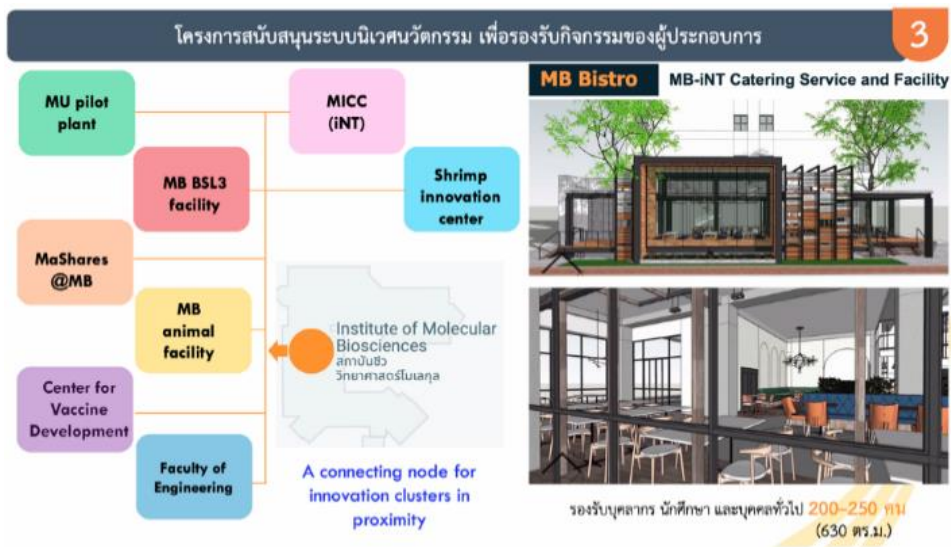 โครงการสนับสนุนระบบนิเวศนวัตกรรม เพื่อรองรับกิจกรรมของผู้ประกอบการ
3
MU pilot
plant
MICC
(iNT)
MB BSL3
facility
Shrimp
innovation
center
MaShares
@MB
MB
animal
facility
Center for
Vaccine
Development
Faculty of
Engineering
Institute of Molecular
Biosciences
สถาบันชีว
วิทยาศาสตร์โมเลกุล
A connecting node for
innovation clusters in
proximity
MB Bistro MB-iNT Catering Service and Facility
รองรับบุคลากร นักศึกษา และบุคคลทั่วไป 200-250 คน
(630 ตร.ม.)